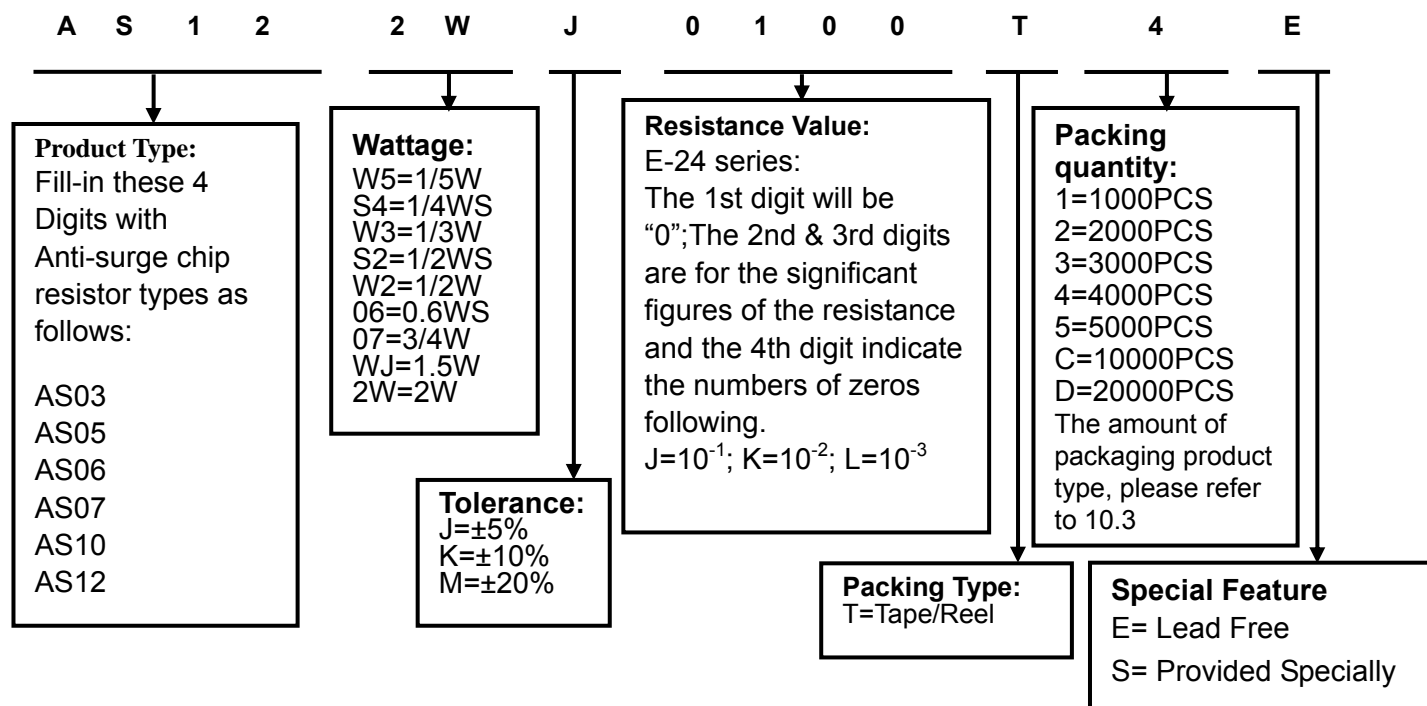 A S 1 2 2 W J 0 1 0 0 T 4 E
Product Type:
Fill-in these 4
Digits with
Anti-surge chip
resistor types as
follows:
AS03
AS05
AS06
AS07
AS10
AS12
Wattage:
W5=1/5W
S4=1/4WS
W3=1/3W
S2=1/2WS
W2=1/2W
06=0.6WS
07=3/4W
WJ=1.5W
2W=2W
Tolerance:
J=±5%
K=±10%
M=±20%
Resistance Value:
E-24 series:
The 1st digit will be
“0”;The 2nd & 3rd digits
are for the significant
figures of the resistance
and the 4th digit indicate
the numbers of zeros
following.
J=10⁻¹; K=10⁻²; L=10⁻³
Packing Type:
T=Tape/Reel
Packing
quantity:
1=1000PCS
2=2000PCS
3=3000PCS
4=4000PCS
5=5000PCS
C=10000PCS
D=20000PCS
The amount of
packaging product
type, please refer
to 10.3
Special Feature
E= Lead Free
S= Provided Specially